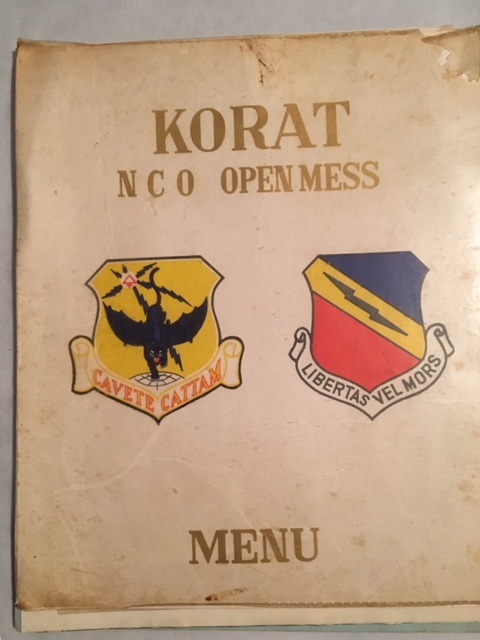 KORAT
NCO OPEN MESS
CAVETE CATTAM
LIBERTAS VEL MORS
MENU